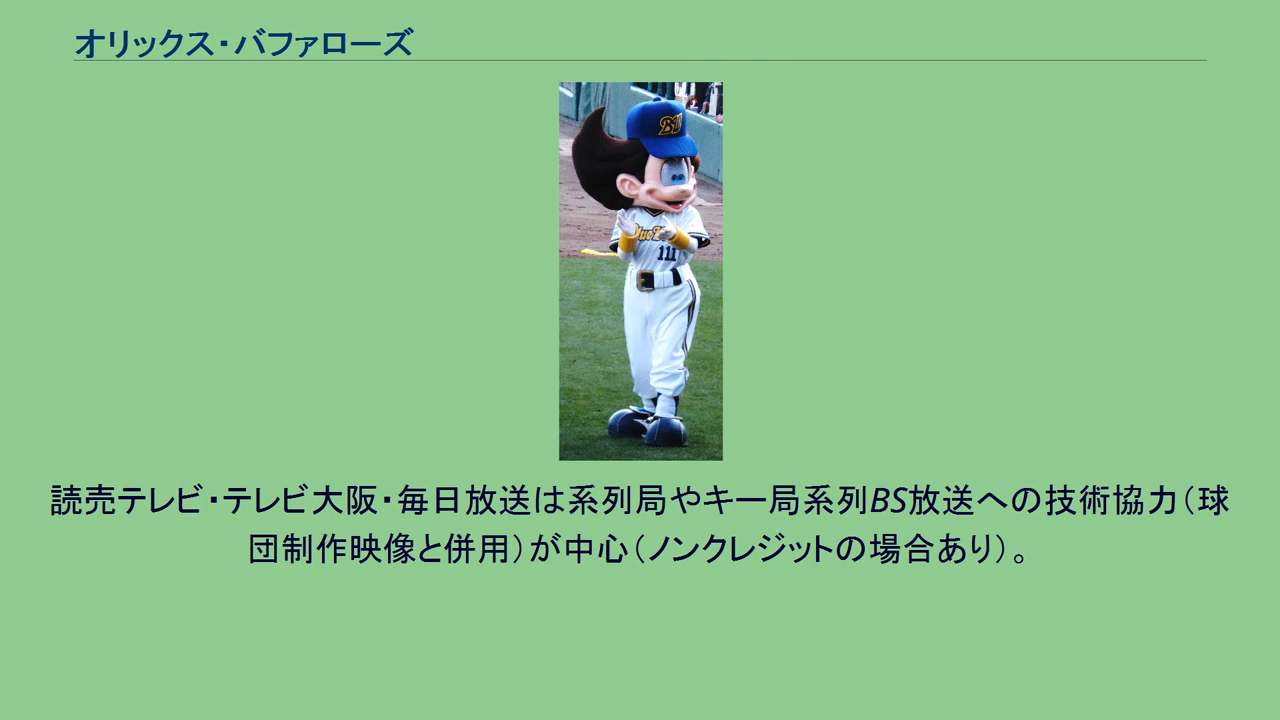 オリックス・バファローズ
BW
111
読売テレビ・テレビ大阪・毎日放送は系列局やキー局系列BS放送への技術協力(球
団制作映像と併用)が中心(ノンクレジットの場合あり)。